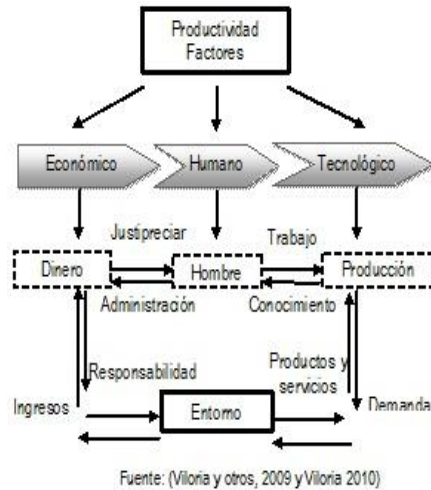 Productividad
Factores
Económico
Humano
Tecnológico
Justipreciar
Trabajo
Dinero
Hombre
Producción
Administración
Conocimiento
Responsabilidad
Productos y
servicios
Ingresos
Entorno
Demanda
Fuente: (Viloria y otros, 2009 y Viloria 2010)